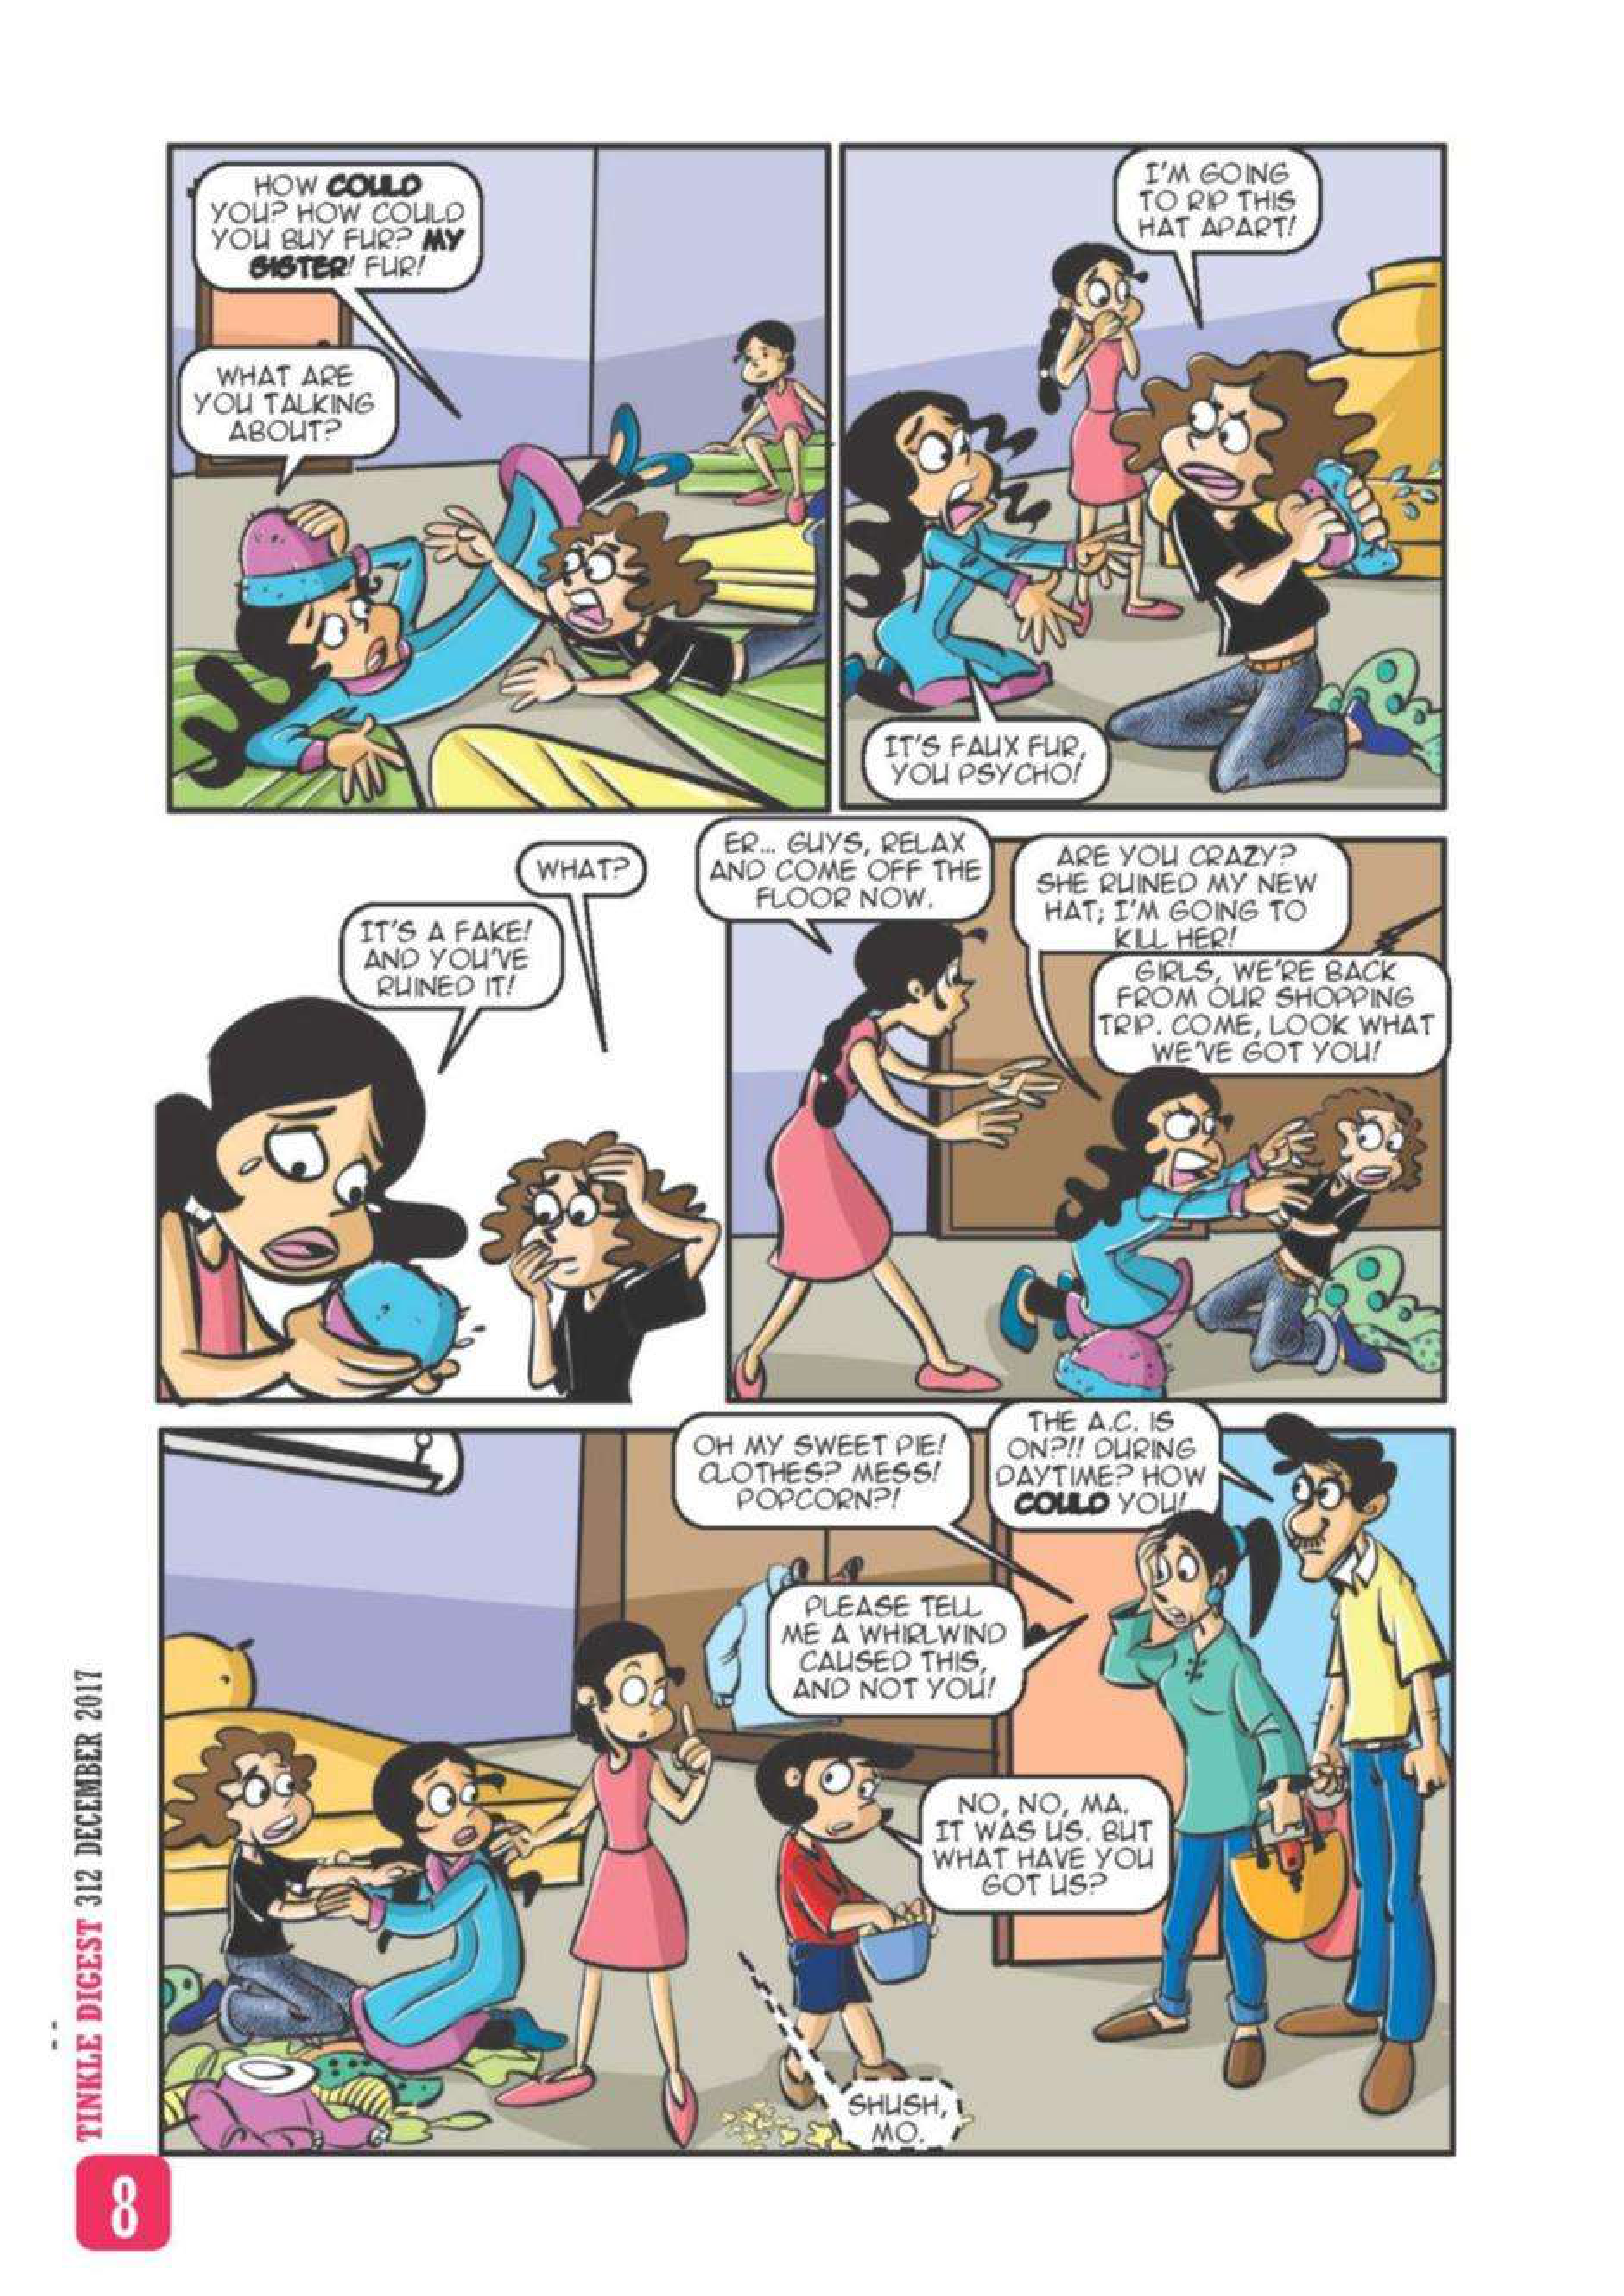 HOW COULD
YOU? HOW COULD
YOU BUY FUR? MY
SISTER! FUR!
WHAT ARE
YOU TALKING
ABOUT?
I'M GOING
TO RIP THIS
HAT APART!
IT'S FAUX FUR,
YOU PSYCHO!
IT'S A FAKE!
AND YOU'VE
RUINED IT!
WHAT?
ER... GUYS, RELAX
AND COME OFF THE
FLOOR NOW.
ARE YOU CRAZY?
SHE RUINED MY NEW
HAT; I'M GOING TO
KILL HER!
GIRLS, WE'RE BACK
FROM OUR SHOPPING
TRIP. COME, LOOK WHAT
WE'VE GOT YOU!
OH MY SWEET PIE!
CLOTHES? MESS!
POPCORN?!
THE A.C. IS
ON?!! DURING
DAYTIME? HOW
COULD YOU!
PLEASE TELL
ME A WHIRLWIND
CAUSED THIS,
AND NOT YOU!
NO, NO, MA.
IT WAS US. BUT
WHAT HAVE YOU
GOT US?
SHUSH,
MO.
TINKLE DIGEST 312 DECEMBER 2017
8